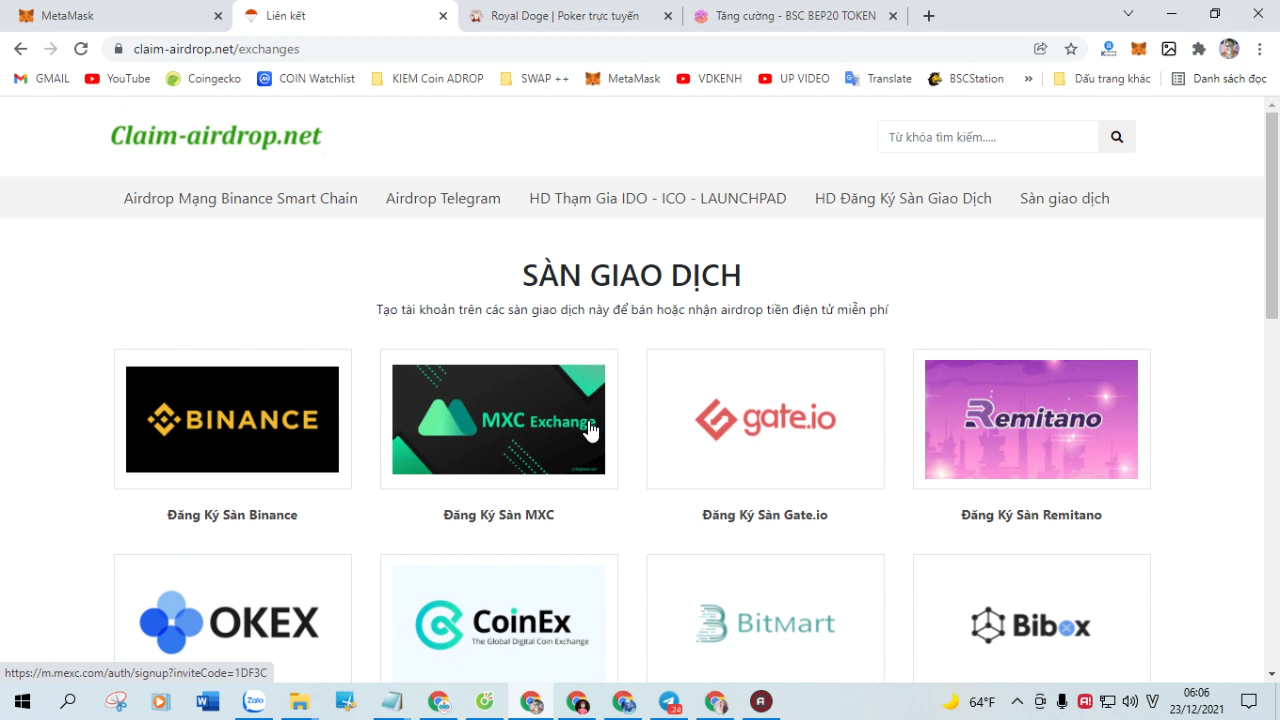 MetaMask
Liên kết
Royal Doge | Poker trực tuyến
Tăng cường - BSC BEP20 TOKEN
claim-airdrop.net/exchanges
GMAIL
YouTube
Coingecko
COIN Watchlist
KIEM Coin ADROP
SWAP ++
MetaMask
VDKENH
UP VIDEO
Translate
BSCStation
»
Dấu trang khác
Danh sách đọc
Claim-airdrop.net
Từ khóa tìm kiếm.....
Airdrop Mạng Binance Smart Chain
Airdrop Telegram
HD Thạm Gia IDO - ICO - LAUNCHPAD
HD Đăng Ký Sàn Giao Dịch
Sàn giao dịch
SÀN GIAO DỊCH
Tạo tài khoản trên các sàn giao dịch này để bán hoặc nhận airdrop tiền điện tử miễn phí
BINANCE
MXC Exchange
gate.io
Remitano
Đăng Ký Sàn Binance
Đăng Ký Sàn MXC
Đăng Ký Sàn Gate.io
Đăng Ký Sàn Remitano
OKEX
CoinEx
The Global Digital Coin Exchange
BitMart
Bibox
https://m.mexc.com/auth/signup?inviteCode=1DF3C
Zalo
24
64°F
06:06
23/12/2021